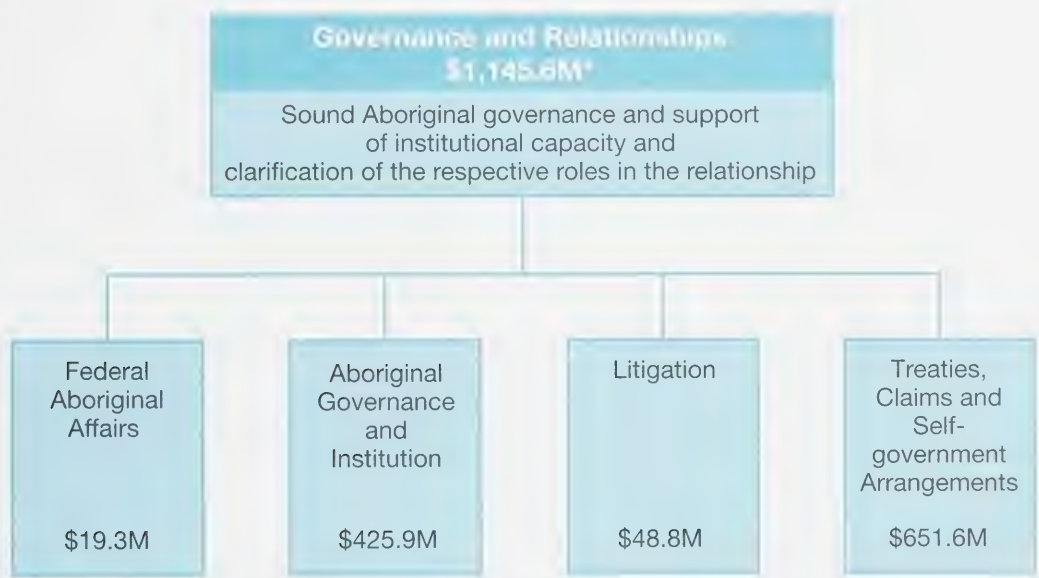 Governance and Relationships
$1,145.6M*
Sound Aboriginal governance and support
of institutional capacity and
clarification of the respective roles in the relationship
Federal
Aboriginal
Affairs
$19.3M
Aboriginal
Governance
and
Institution
$425.9M
Litigation
$48.8M
Treaties,
Claims and
Self-
government
Arrangements
$651.6M